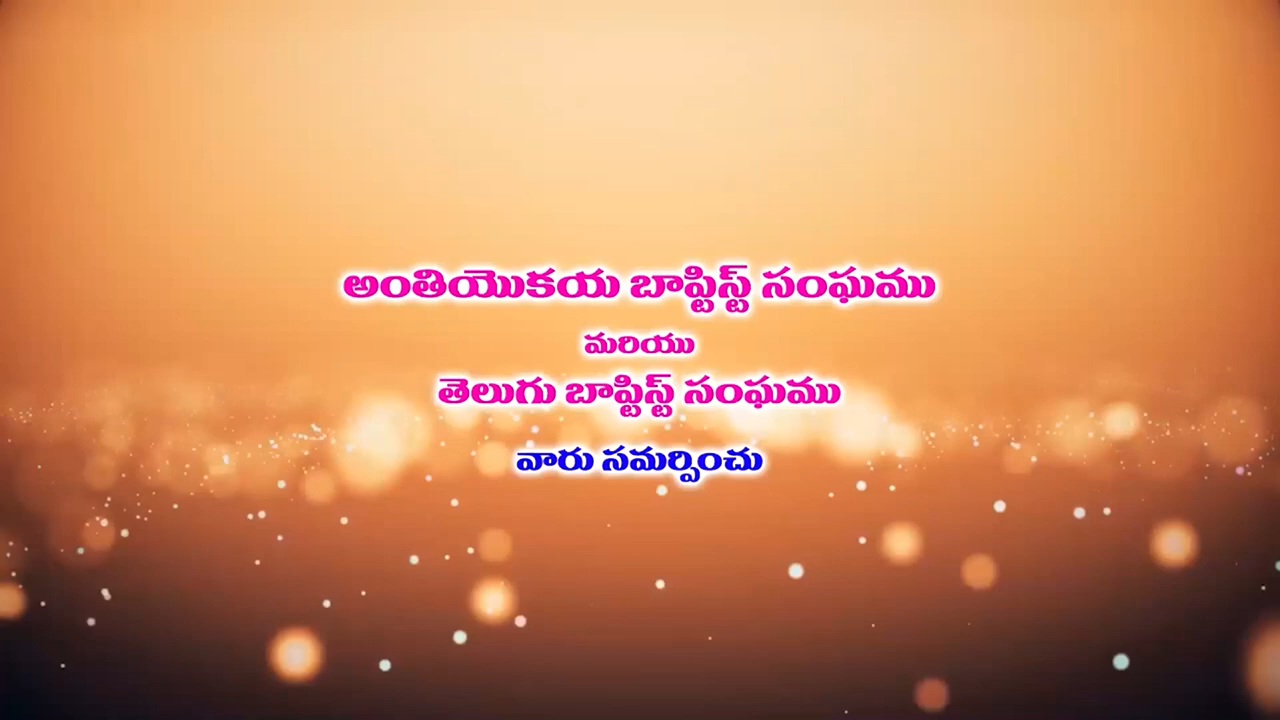 అంతియొకయ బాప్టిస్ట్ సంఘము
మరియు
తెలుగు బాప్టిస్ట్ సంఘము
వారు సమర్పించు